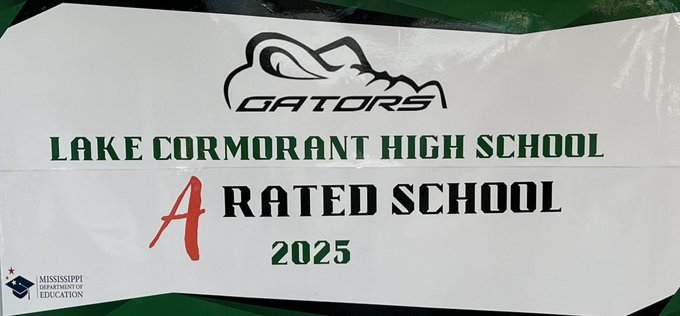 GATORS
LAKE CORMORANT HIGH SCHOOL
A RATED SCHOOL
2025
MISSISSIPPI
DEPARTMENT OF
EDUCATION